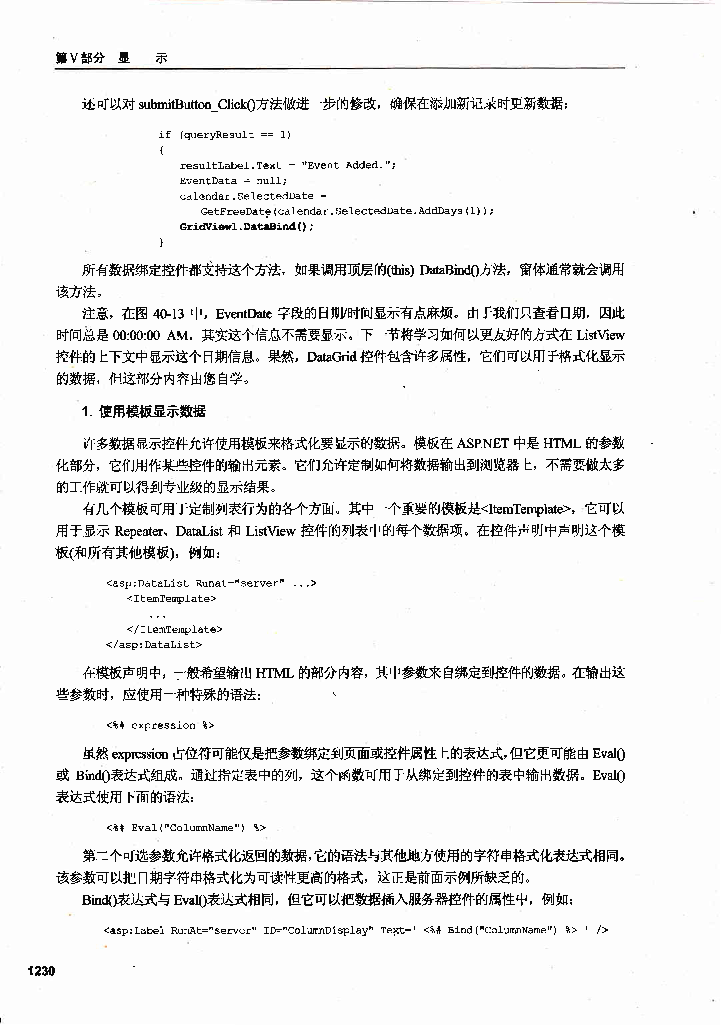 第Ⅴ部分 显 示
还可以对 submitButton_Click()方法做进一步的修改，确保在添加新记录时更新数据：
if (queryResult == 1)
{
resultLabel.Text = "Event Added.";
EventData = null;
calendar.SelectedDate =
GetFreeDate(calendar.SelectedDate.AddDays(1));
GridView1.DataBind();
}
所有数据绑定控件都支持这个方法，如果调用顶层的(this) DataBind()方法，窗体通常就会调用
该方法。
注意，在图 40-13 中，EventDate 字段的日期/时间显示有点麻烦。由于我们只查看日期，因此
时间总是 00:00:00 AM，其实这个信息不需要显示。下一节将学习如何以更友好的方式在 ListView
控件的上下文中显示这个日期信息。果然，DataGrid 控件包含许多属性，它们可以用于格式化显示
的数据，但这部分内容由您自学。
1. 使用模板显示数据
许多数据显示控件允许使用模板来格式化要显示的数据。模板在 ASP.NET 中是 HTML 的参数
化部分，它们用作某些控件的输出元素。它们允许定制如何将数据输出到浏览器上，不需要做太多
的工作就可以得到专业级的显示结果。
有几个模板可用于定制列表行为的各个方面。其中一个重要的模板是<ItemTemplate>，它可以
用于显示 Repeater、DataList 和 ListView 控件的列表中的每个数据项。在控件声明中声明这个模
板(和所有其他模板)，例如：
<asp:DataList Runat="server" ...>
<ItemTemplate>
...
</ItemTemplate>
</asp:DataList>
在模板声明中，一般希望输出 HTML 的部分内容，其中参数来自绑定到控件的数据。在输出这
些参数时，应使用一种特殊的语法：
<%# expression %>
虽然 expression 占位符可能仅是把参数绑定到页面或控件属性上的表达式，但它更可能由 Eval()
或 Bind()表达式组成。通过指定表中的列，这个函数可用于从绑定到控件的表中输出数据。Eval()
表达式使用下面的语法：
<%# Eval("ColumnName") %>
第二个可选参数允许格式化返回的数据，它的语法与其他地方使用的字符串格式化表达式相同。
该参数可以把日期字符串格式化为可读性更高的格式，这正是前面示例所缺乏的。
Bind()表达式与 Eval()表达式相同，但它可以把数据插入服务器控件的属性中，例如：
<asp:Label RunAt="server" ID="ColumnDisplay" Text='<%# Bind("ColumnName") %> ' />
1230